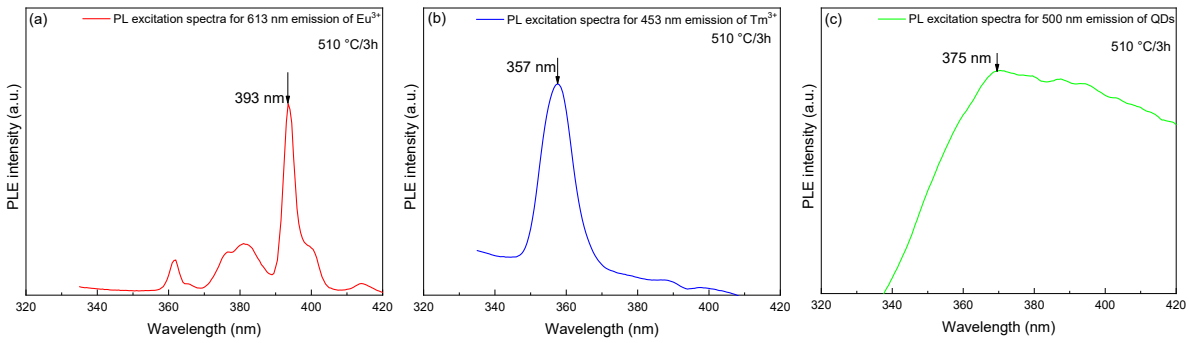 (a)
PL excitation spectra for 613 nm emission of Eu³⁺
510 °C/3h
393 nm
PLE intensity (a.u.)
320 340 360 380 400 420
Wavelength (nm)
(b)
PL excitation spectra for 453 nm emission of Tm³⁺
510 °C/3h
357 nm
PLE intensity (a.u.)
320 340 360 380 400 420
Wavelength (nm)
(c)
PL excitation spectra for 500 nm emission of QDs
510 °C/3h
375 nm
PLE intensity (a.u.)
320 340 360 380 400 420
Wavelength (nm)